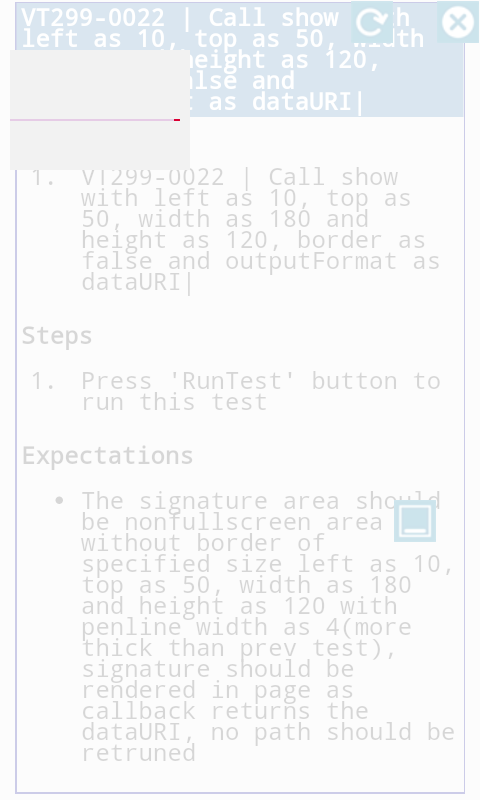 VT299-0022 | Call show
left as 10, top as 50, width
height as 120,
and
as dataURI|
1. VT299-0022 | Call show
with left as 10, top as
50, width as 180 and
height as 120, border as
false and outputFormat as
dataURI|
Steps
1. Press 'RunTest' button to
run this test
Expectations
• The signature area should
be nonfullscreen area
without border of
specified size left as 10,
top as 50, width as 180
and height as 120 with
penline width as 4(more
thick than prev test),
signature should be
rendered in page as
callback returns the
dataURI, no path should be
retruned